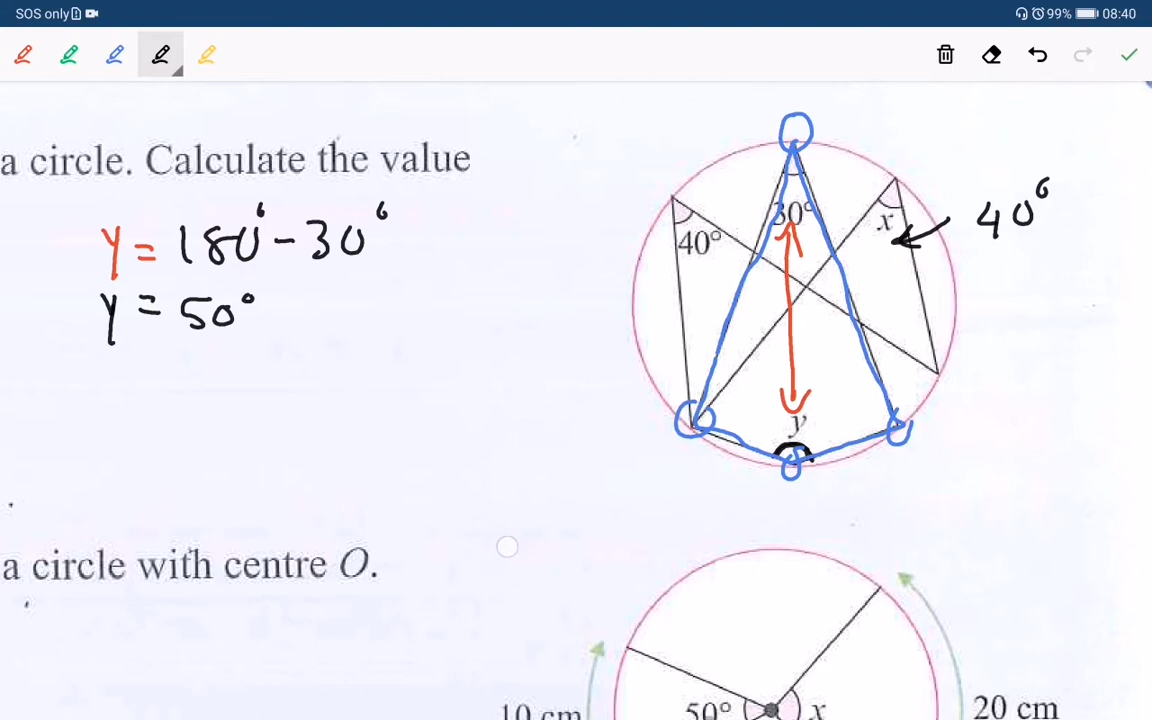 SOS only
99% 08:40
a circle. Calculate the value
y = 180° - 30°
y = 50°
30°
40°
x
40°
y
a circle with centre O.
10 cm
50°
x
20 cm